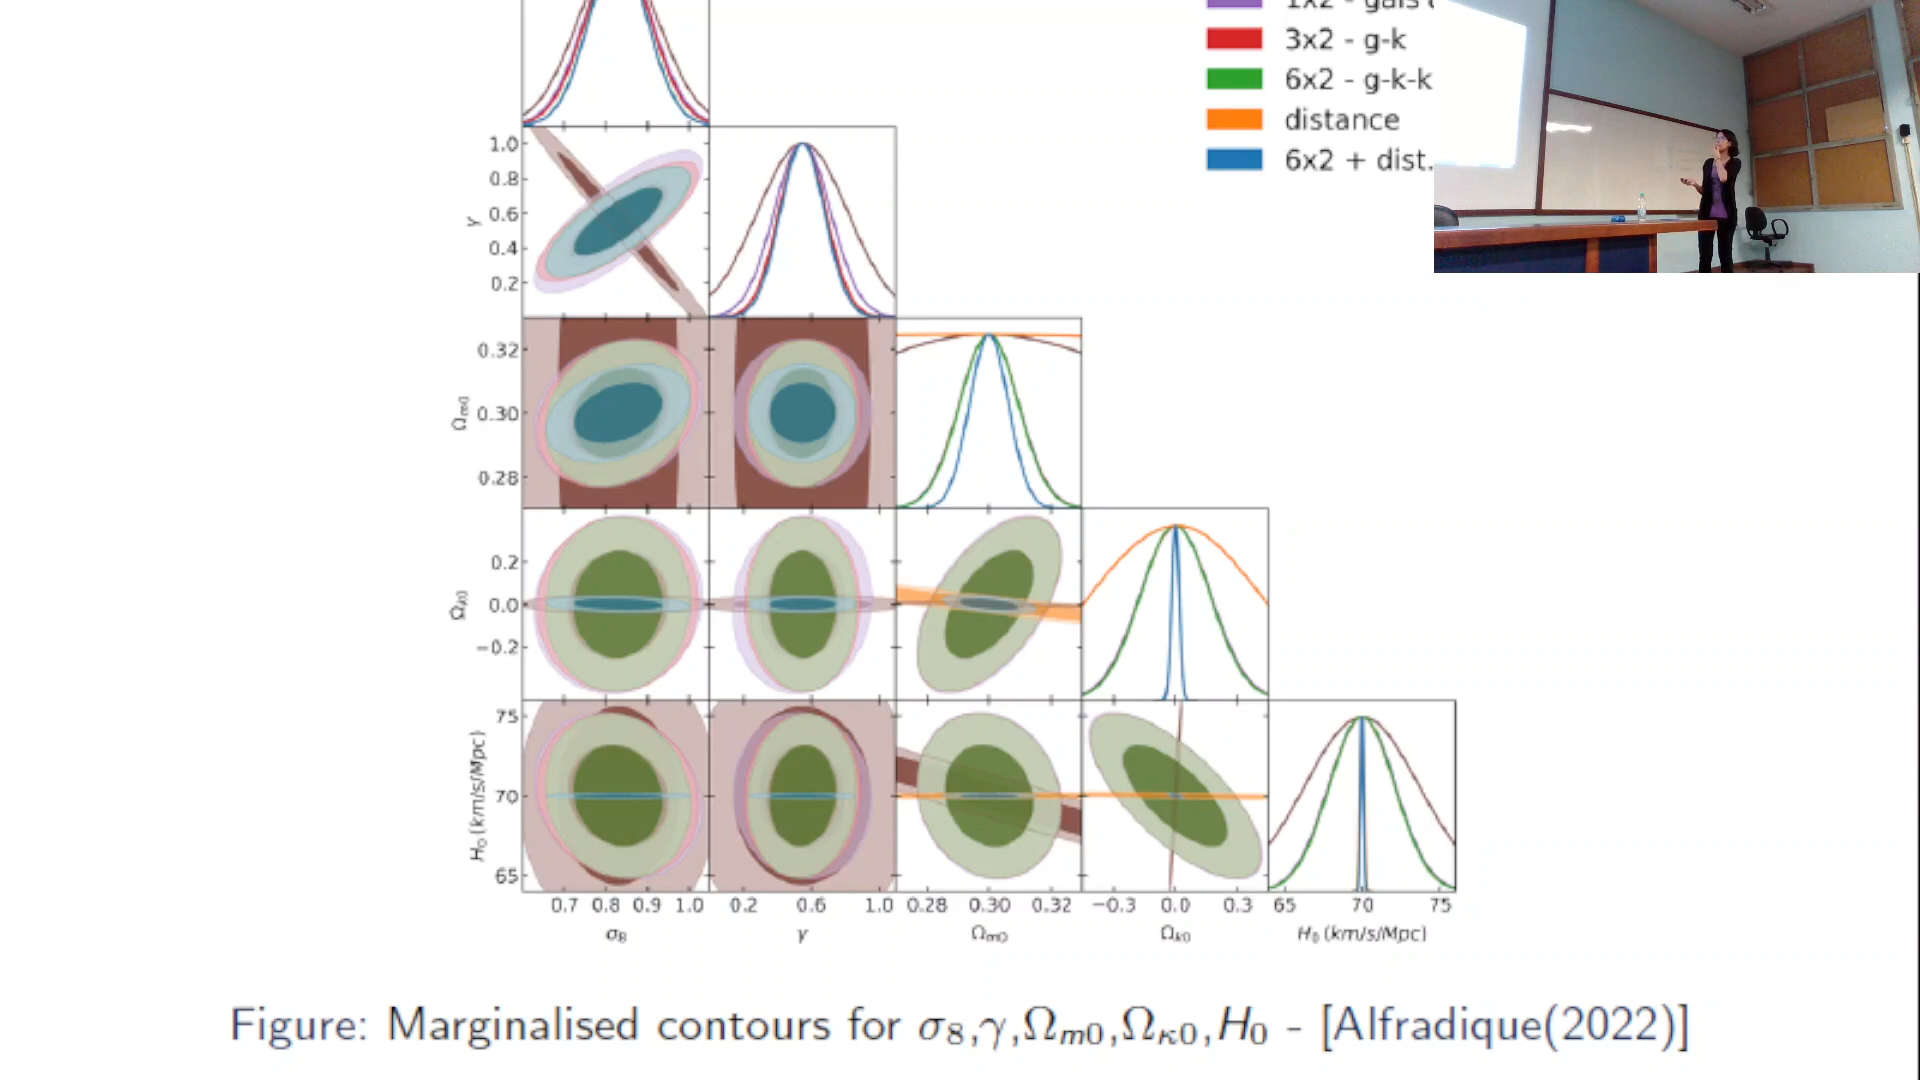 3x2 - g-k
6x2 - g-k-k
distance
6x2 + dist.
1.0
0.8
0.6
0.4
0.2
γ
0.32
0.30
0.28
Ωm0
0.2
0.0
−0.2
Ωk0
75
70
65
H0 (km/s/Mpc)
0.7 0.8 0.9 1.0 0.2 0.6 1.0 0.28 0.30 0.32 −0.3 0.0 0.3 65 70 75
σ8 γ Ωm0 Ωk0 H0 (km/s/Mpc)
Figure: Marginalised contours for σ8,γ,Ωm0,Ωκ0,H0 - [Alfradique(2022)]